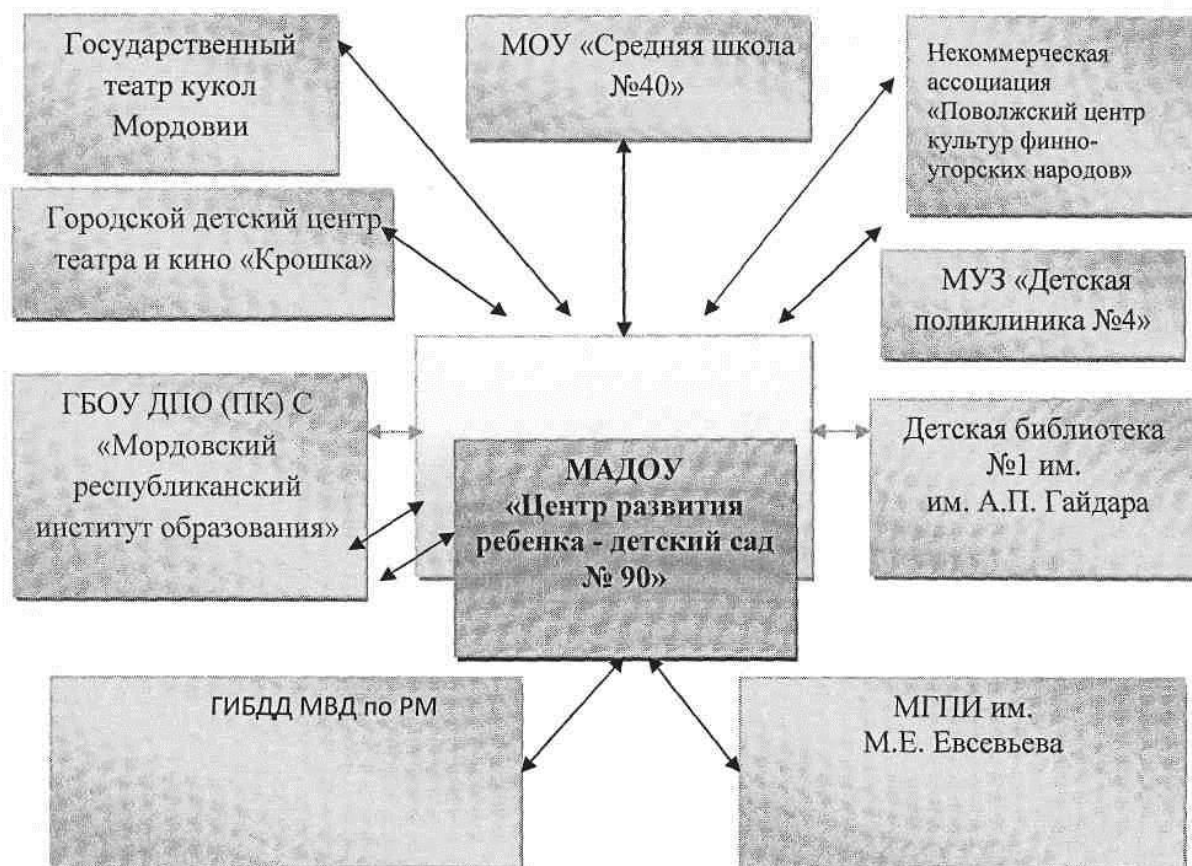 Государственный
театр кукол
Мордовии
МОУ «Средняя школа
№40»
Некоммерческая
ассоциация
«Поволжский центр
культур финно-
угорских народов»
Городской детский центр
театра и кино «Крошка»
МУЗ «Детская
поликлиника №4»
ГБОУ ДПО (ПК) С
«Мордовский
республиканский
институт образования»
МАДОУ
«Центр развития
ребенка - детский сад
№ 90»
Детская библиотека
№1 им.
им. А.П. Гайдара
ГИБДД МВД по РМ
МГПИ им.
М.Е. Евсевьева